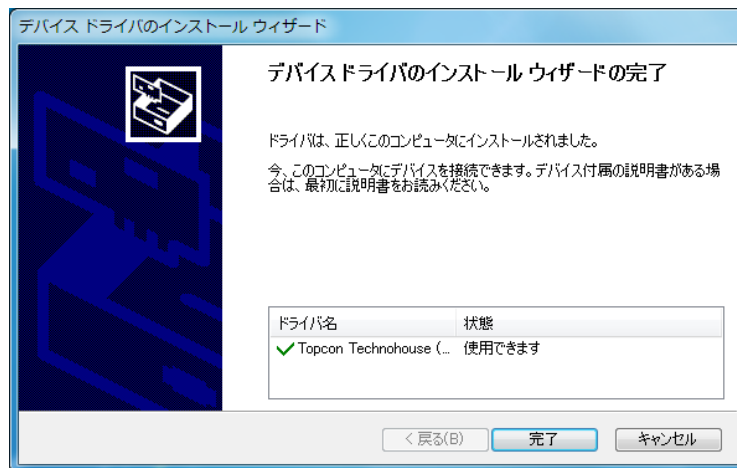 デバイス ドライバのインストール ウィザード
デバイス ドライバのインストール ウィザードの完了
ドライバは、正しくこのコンピュータにインストールされました。
今、このコンピュータにデバイスを接続できます。デバイス付属の説明書がある場
合は、最初に説明書をお読みください。
ドライバ名 状態
Topcon Technohouse (... 使用できます
< 戻る(B) 完了 キャンセル